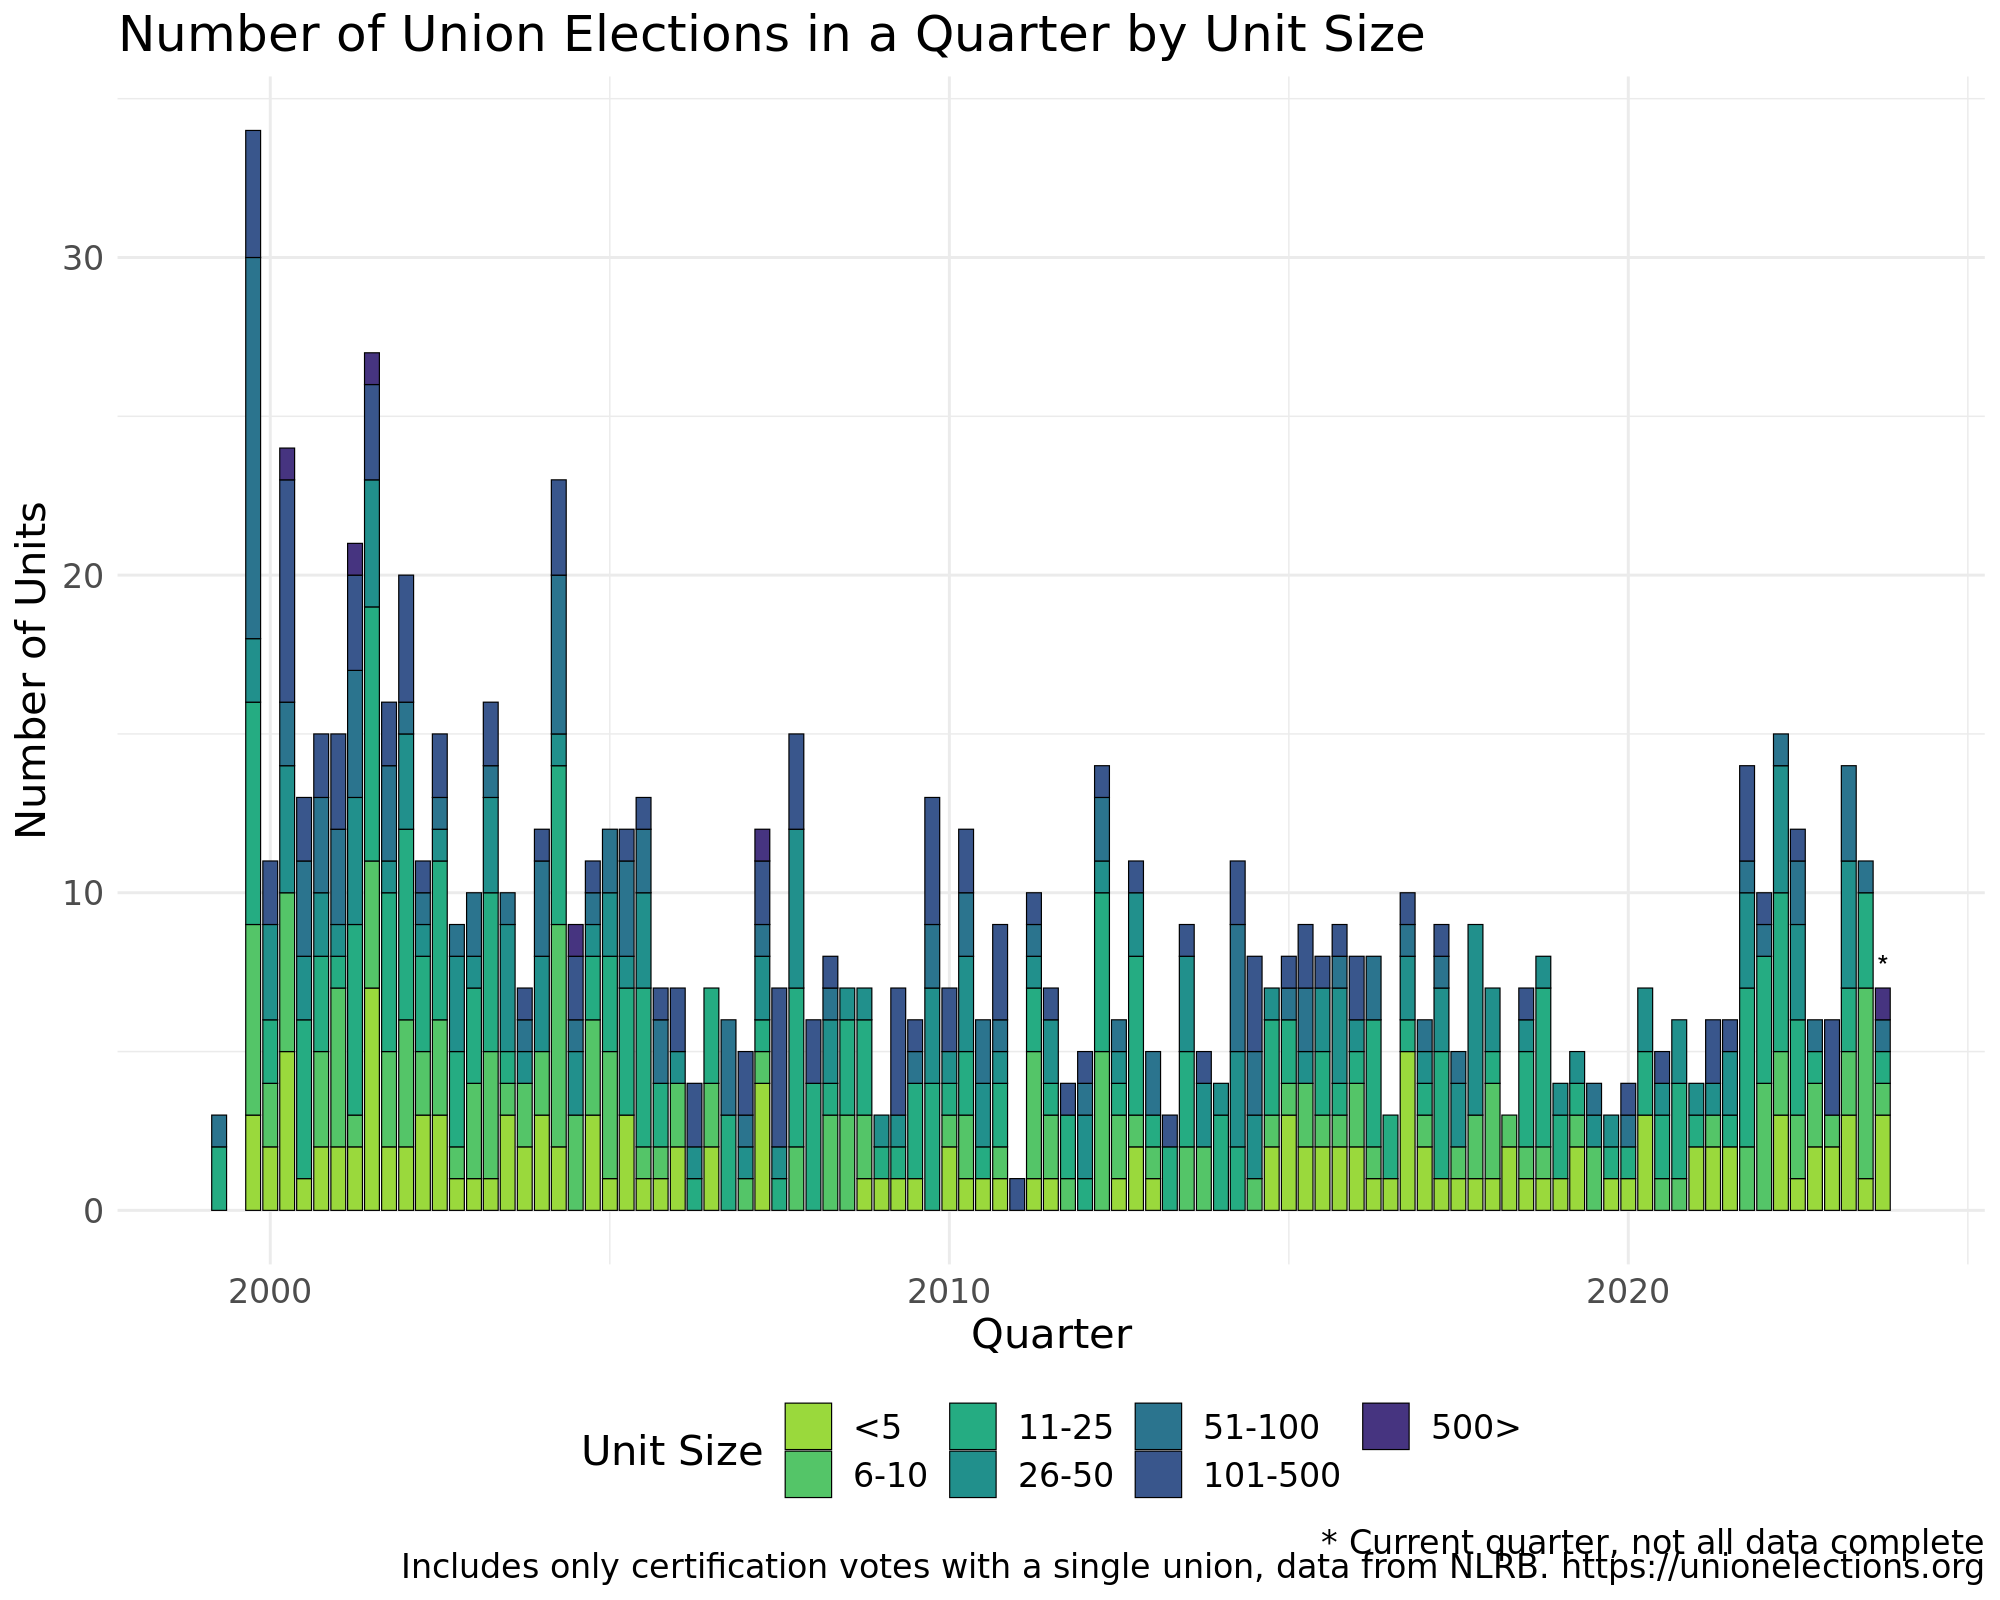 Number of Union Elections in a Quarter by Unit Size
Number of Units
30
20
10
0
*
2000 2010 2020
Quarter
Unit Size
<5 11-25 51-100 500>
6-10 26-50 101-500
* Current quarter, not all data complete
Includes only certification votes with a single union, data from NLRB. https://unionelections.org